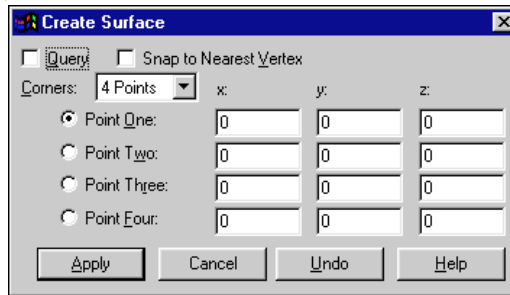 Create Surface
Query Snap to Nearest Vertex
Corners: 4 Points x: y: z:
Point One: 0 0 0
Point Two: 0 0 0
Point Three: 0 0 0
Point Four: 0 0 0
Apply Cancel Undo Help